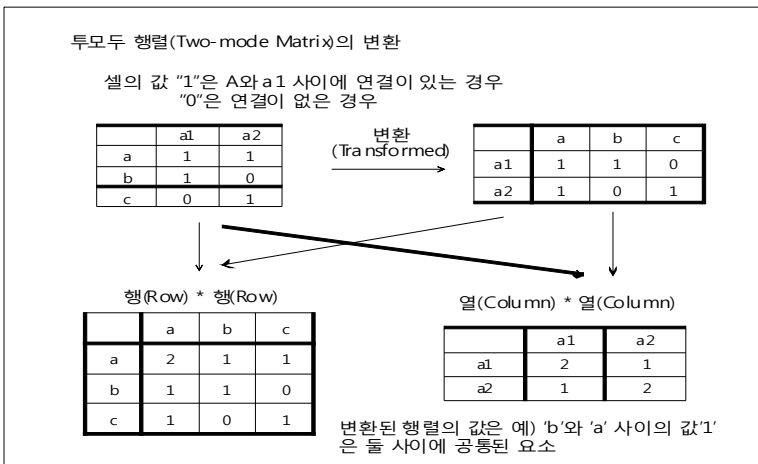 투모두 행렬(Two-mode Matrix)의 변환
셀의 값 "1"은 A와 a1 사이에 연결이 있는 경우
"0"은 연결이 없은 경우
a1 a2
a 1 1
b 1 0
c 0 1
변환
(Transformed)
a b c
a1 1 1 0
a2 1 0 1
행(Row) * 행(Row)
a b c
a 2 1 1
b 1 1 0
c 1 0 1
열(Column) * 열(Column)
a1 a2
a1 2 1
a2 1 2
변환된 행렬의 값은 예) 'b'와 'a' 사이의 값'1'
은 둘 사이에 공통된 요소